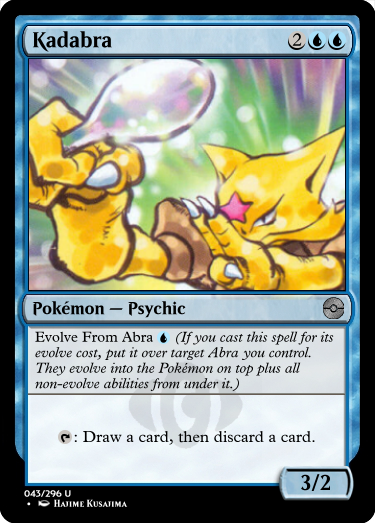 Kadabra 2
Pokémon — Psychic
Evolve From Abra (If you cast this spell for its
evolve cost, put it over target Abra you control.
They evolve into the Pokémon on top plus all
non-evolve abilities from under it.)
: Draw a card, then discard a card.
3/2
043/296 U
• Hajime Kusajima